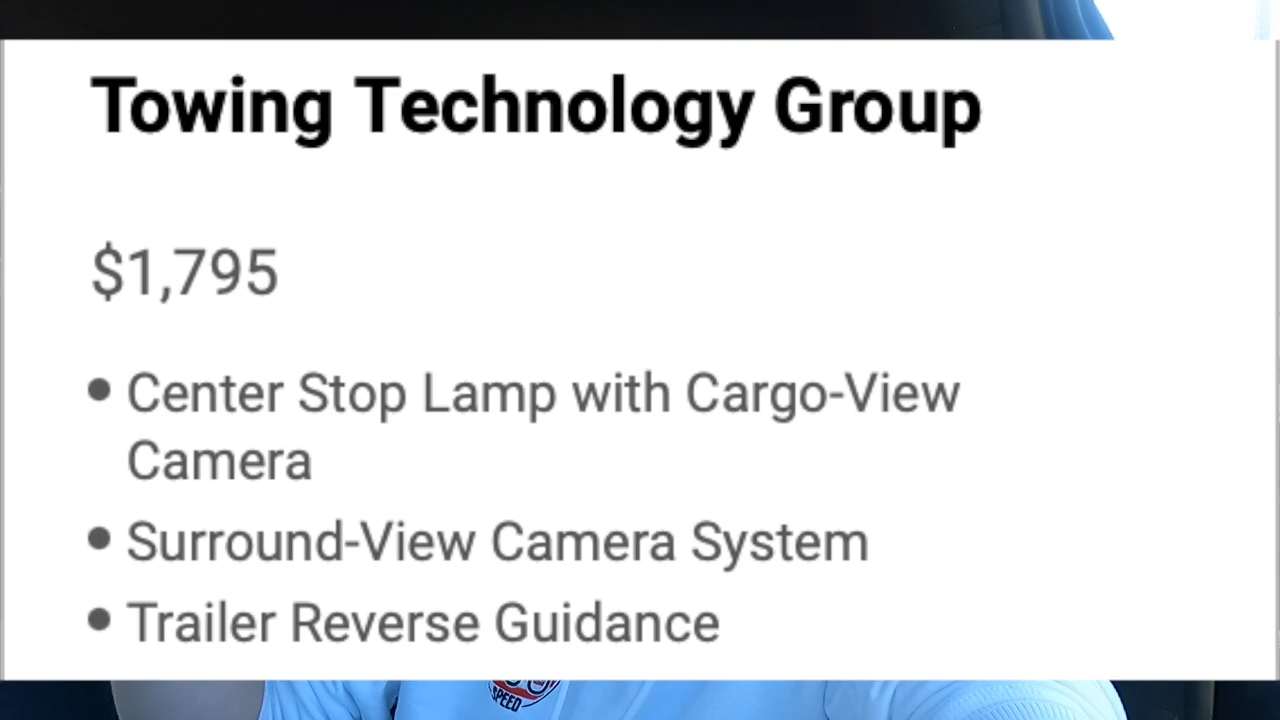 Towing Technology Group
$1,795
• Center Stop Lamp with Cargo-View
Camera
• Surround-View Camera System
• Trailer Reverse Guidance
SPEED